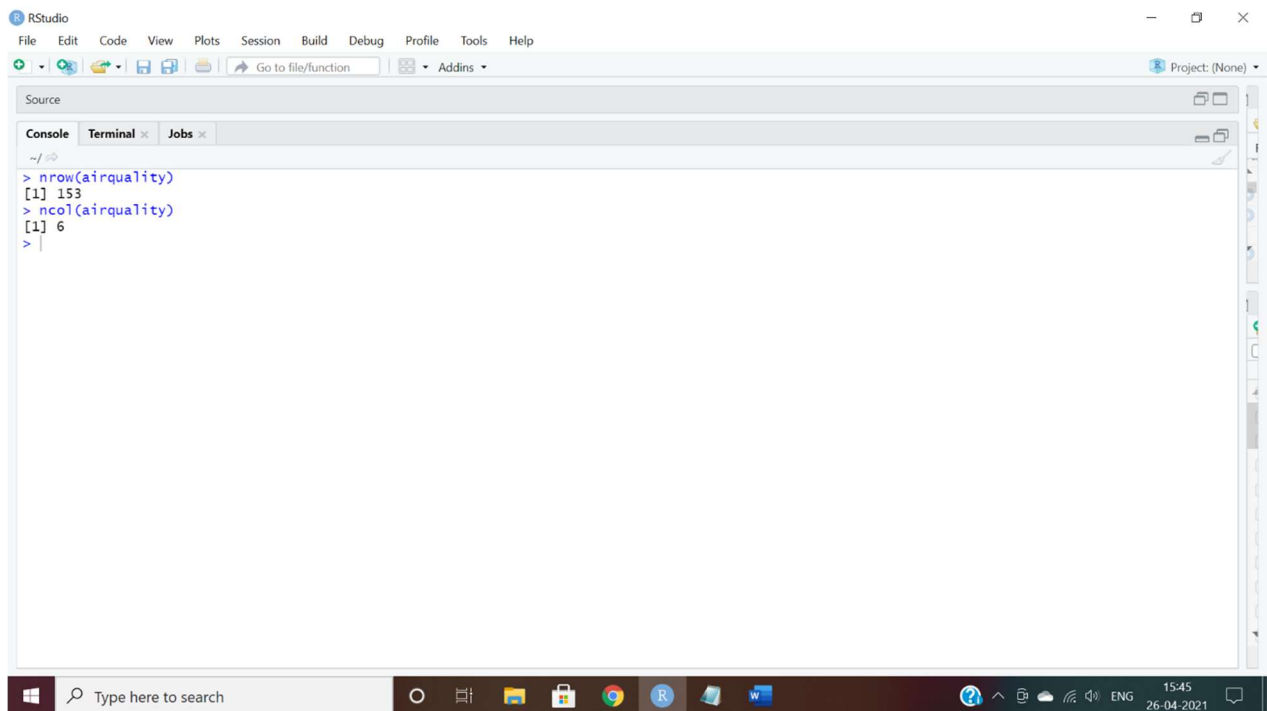 RStudio
File Edit Code View Plots Session Build Debug Profile Tools Help
Go to file/function Addins Project: (None)
Source
Console Terminal Jobs
~/
> nrow(airquality)
[1] 153
> ncol(airquality)
[1] 6
>
Type here to search ENG 15:45
26-04-2021